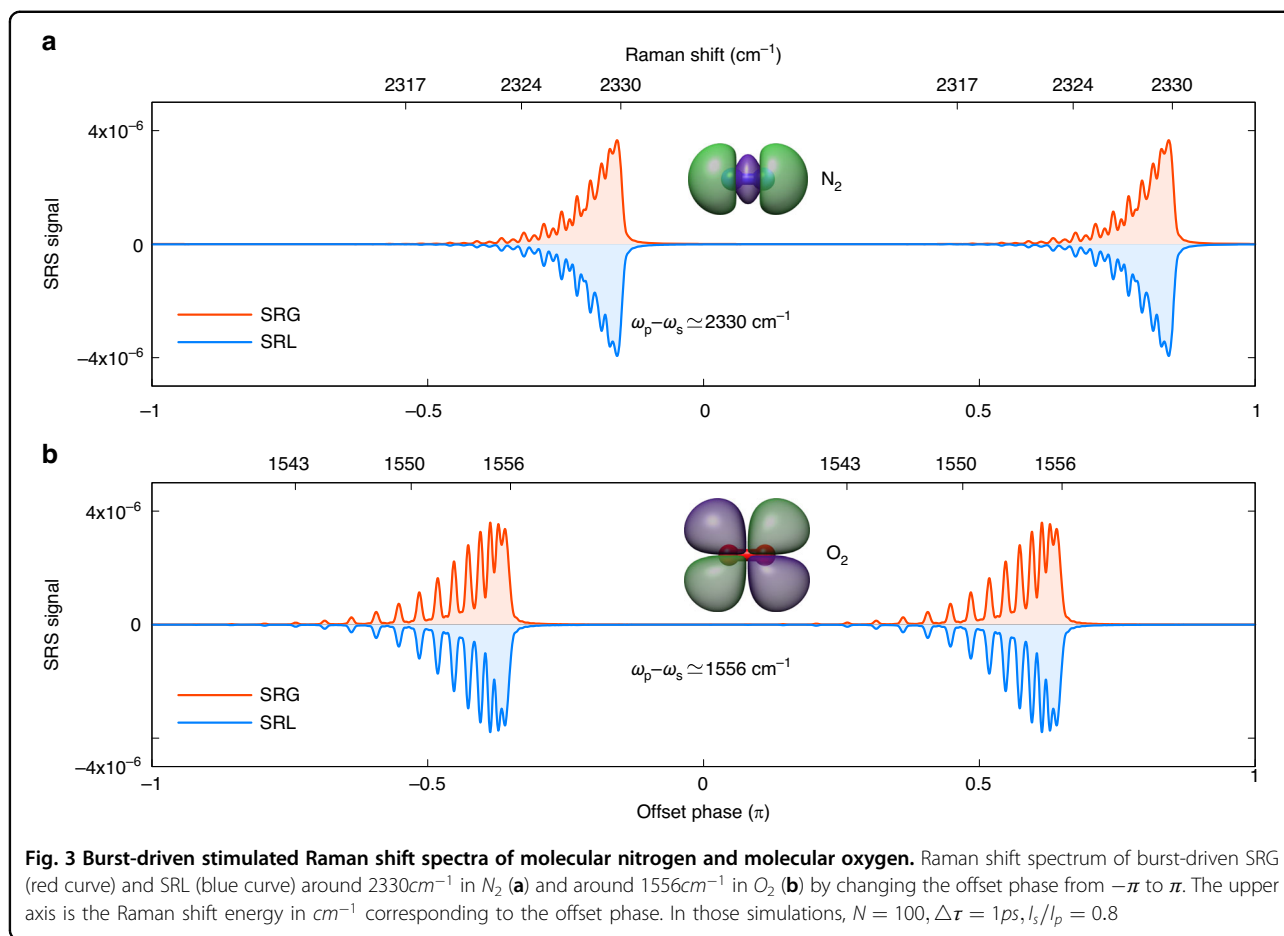 a
Raman shift (cm⁻¹)
2317 2324 2330 2317 2324 2330
4x10⁻⁶
0
−4x10⁻⁶
SRS signal
N₂
SRG
SRL
ωₚ–ωₛ ≃ 2330 cm⁻¹
−1 −0.5 0 0.5 1
b
1543 1550 1556 1543 1550 1556
4x10⁻⁶
0
−4x10⁻⁶
SRS signal
O₂
SRG
SRL
ωₚ–ωₛ ≃ 1556 cm⁻¹
−1 −0.5 0 0.5 1
Offset phase (π)
Fig. 3 Burst-driven stimulated Raman shift spectra of molecular nitrogen and molecular oxygen. Raman shift spectrum of burst-driven SRG
(red curve) and SRL (blue curve) around 2330cm⁻¹ in N₂ (a) and around 1556cm⁻¹ in O₂ (b) by changing the offset phase from −π to π. The upper
axis is the Raman shift energy in cm⁻¹ corresponding to the offset phase. In those simulations, N = 100, △τ = 1ps, Iₛ/Iₚ = 0.8